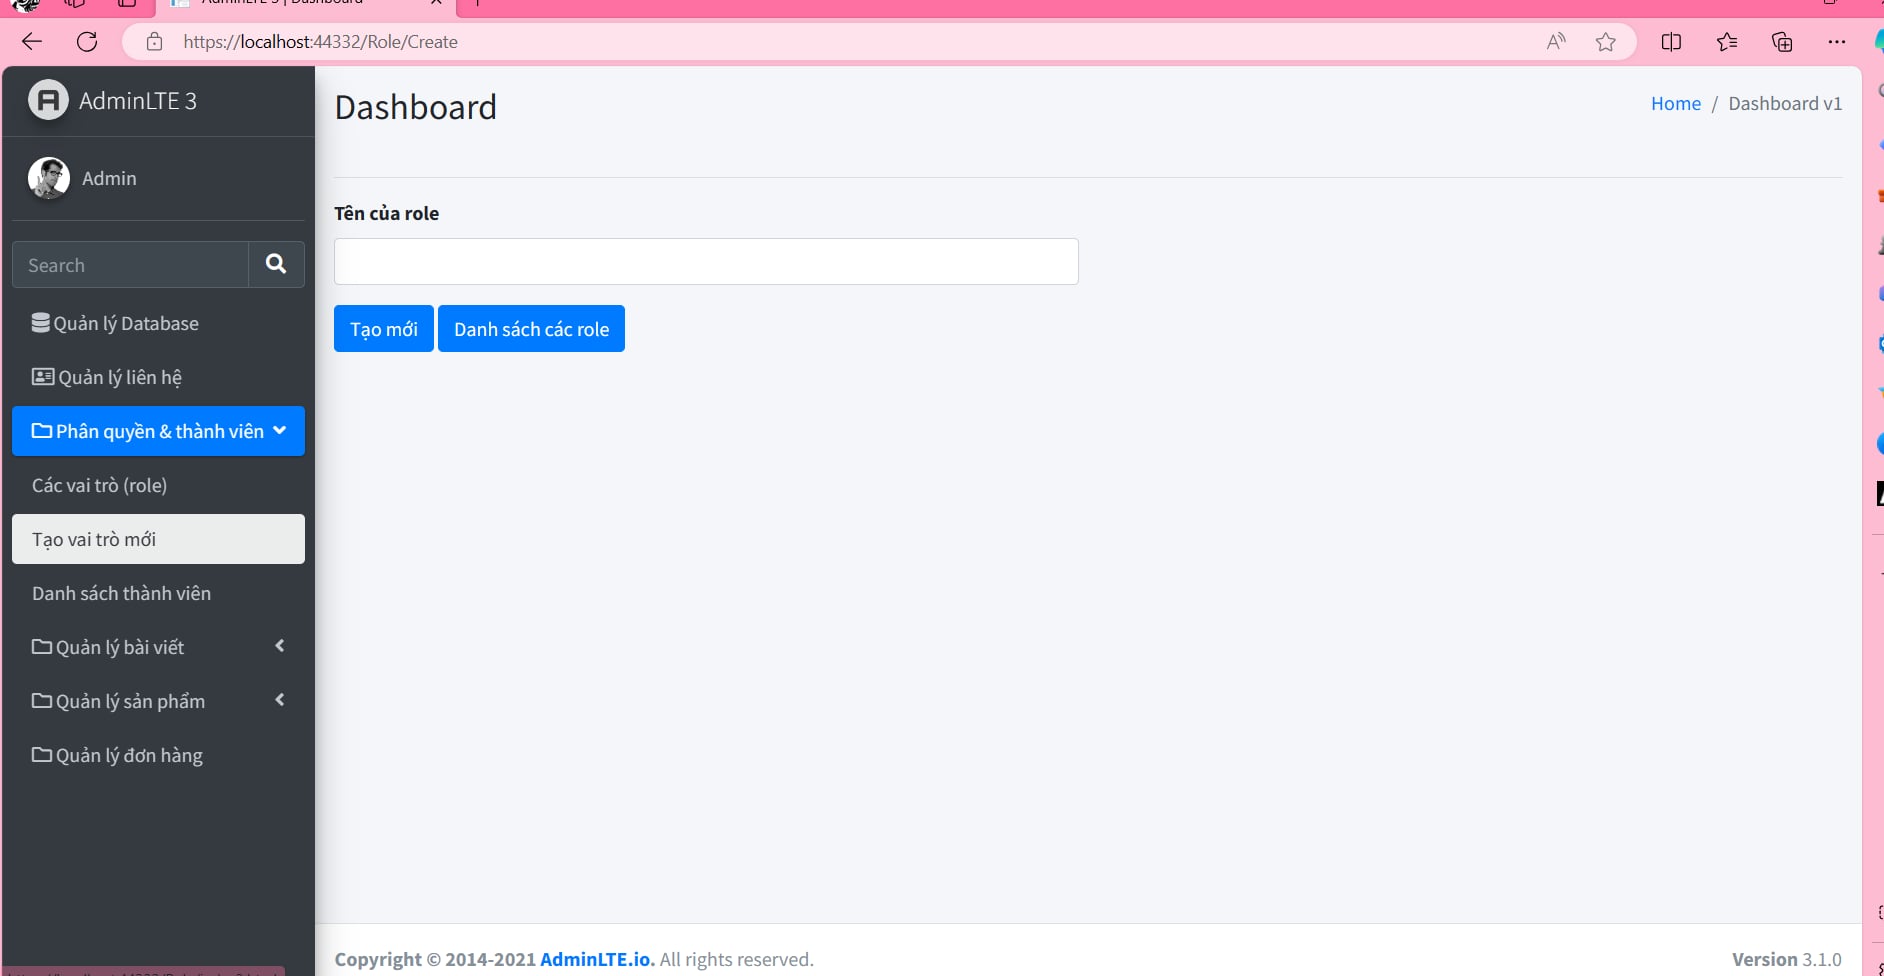 https://localhost:44332/Role/Create
AdminLTE 3
Dashboard
Home / Dashboard v1
Admin
Tên của role
Search
Tạo mới
Danh sách các role
Quản lý Database
Quản lý liên hệ
Phân quyền & thành viên
Các vai trò (role)
Tạo vai trò mới
Danh sách thành viên
Quản lý bài viết
Quản lý sản phẩm
Quản lý đơn hàng
Copyright © 2014-2021 AdminLTE.io. All rights reserved.
Version 3.1.0